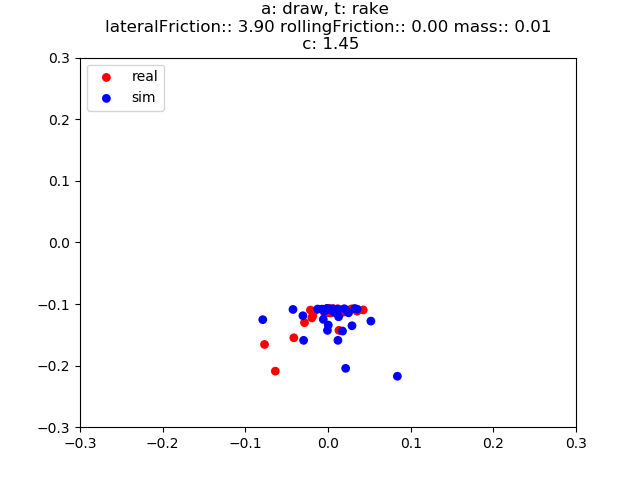 a: draw, t: rake
lateralFriction:: 3.90 rollingFriction:: 0.00 mass:: 0.01
c: 1.45
real
sim
0.3
0.2
0.1
0.0
−0.1
−0.2
−0.3
−0.3
−0.2
−0.1
0.0
0.1
0.2
0.3